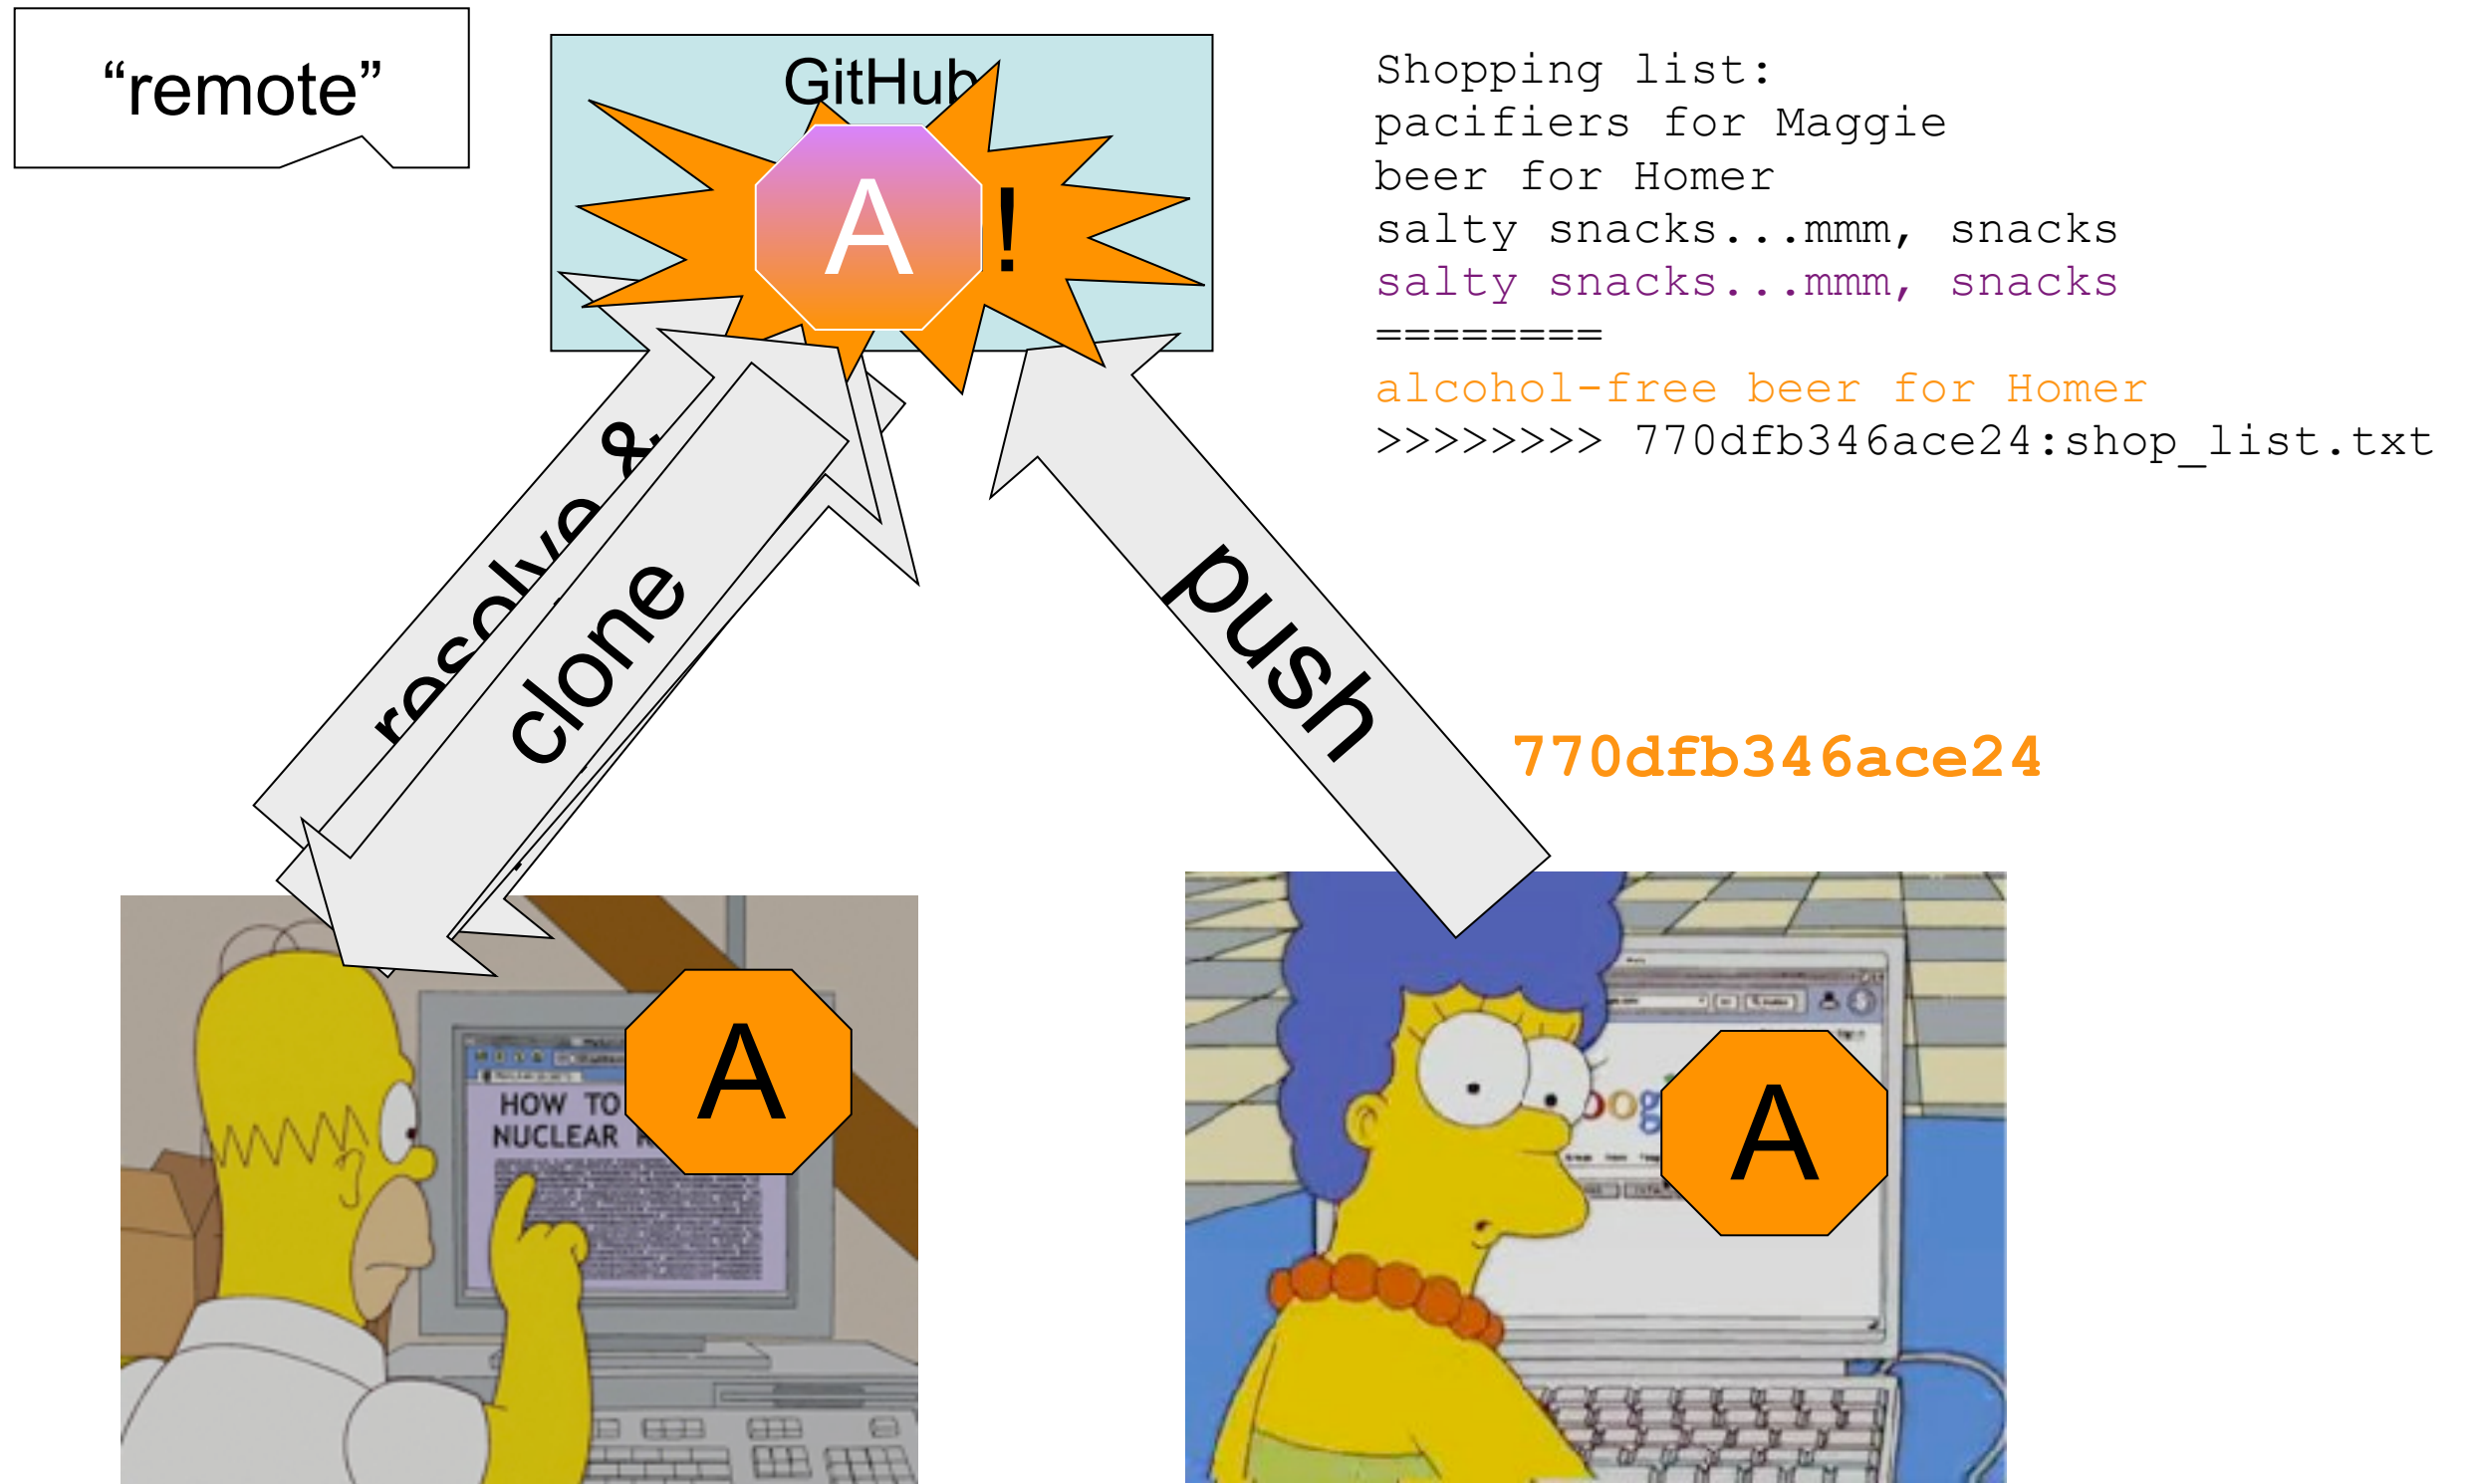 “remote”
GitHub
A
!
Shopping list:
pacifiers for Maggie
beer for Homer
salty snacks...mmm, snacks
salty snacks...mmm, snacks
========
alcohol-free beer for Homer
>>>>>>>> 770dfb346ace24:shop_list.txt
resolve &
clone
push
770dfb346ace24
HOW TO
NUCLEAR
A
A